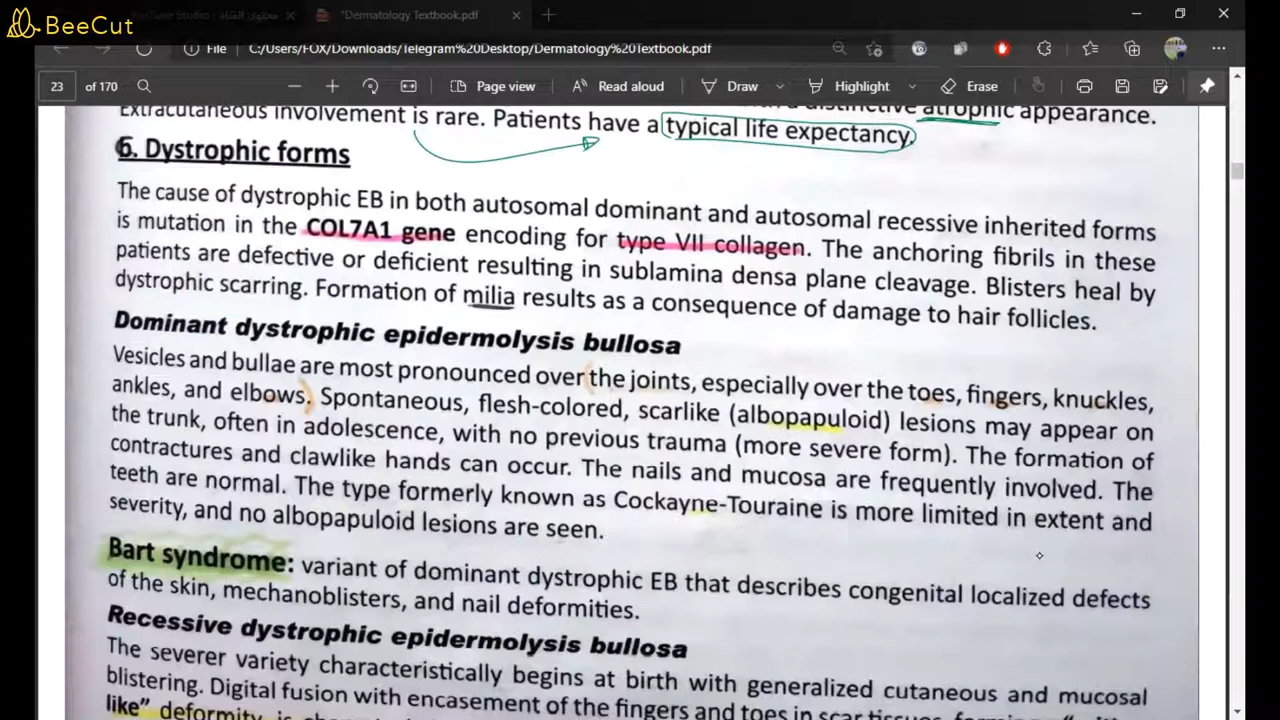 BeeCut
*Dermatology Textbook.pdf
File C:/Users/FOX/Downloads/Telegram%20Desktop/Dermatology%20Textbook.pdf
23 of 170 Page view Read aloud Draw Highlight Erase
a distinctive atrophic appearance.
Extracutaneous involvement is rare. Patients have a typical life expectancy.
6. Dystrophic forms
The cause of dystrophic EB in both autosomal dominant and autosomal recessive inherited forms
is mutation in the COL7A1 gene encoding for type VII collagen. The anchoring fibrils in these
patients are defective or deficient resulting in sublamina densa plane cleavage. Blisters heal by
dystrophic scarring. Formation of milia results as a consequence of damage to hair follicles.
Dominant dystrophic epidermolysis bullosa
Vesicles and bullae are most pronounced over the joints, especially over the toes, fingers, knuckles,
ankles, and elbows. Spontaneous, flesh-colored, scarlike (albopapuloid) lesions may appear on
the trunk, often in adolescence, with no previous trauma (more severe form). The formation of
contractures and clawlike hands can occur. The nails and mucosa are frequently involved. The
teeth are normal. The type formerly known as Cockayne-Touraine is more limited in extent and
severity, and no albopapuloid lesions are seen.
Bart syndrome: variant of dominant dystrophic EB that describes congenital localized defects
of the skin, mechanoblisters, and nail deformities.
Recessive dystrophic epidermolysis bullosa
The severer variety characteristically begins at birth with generalized cutaneous and mucosal
blistering. Digital fusion with encasement of the fingers and toes in scar tissues, forming
like" deformity is